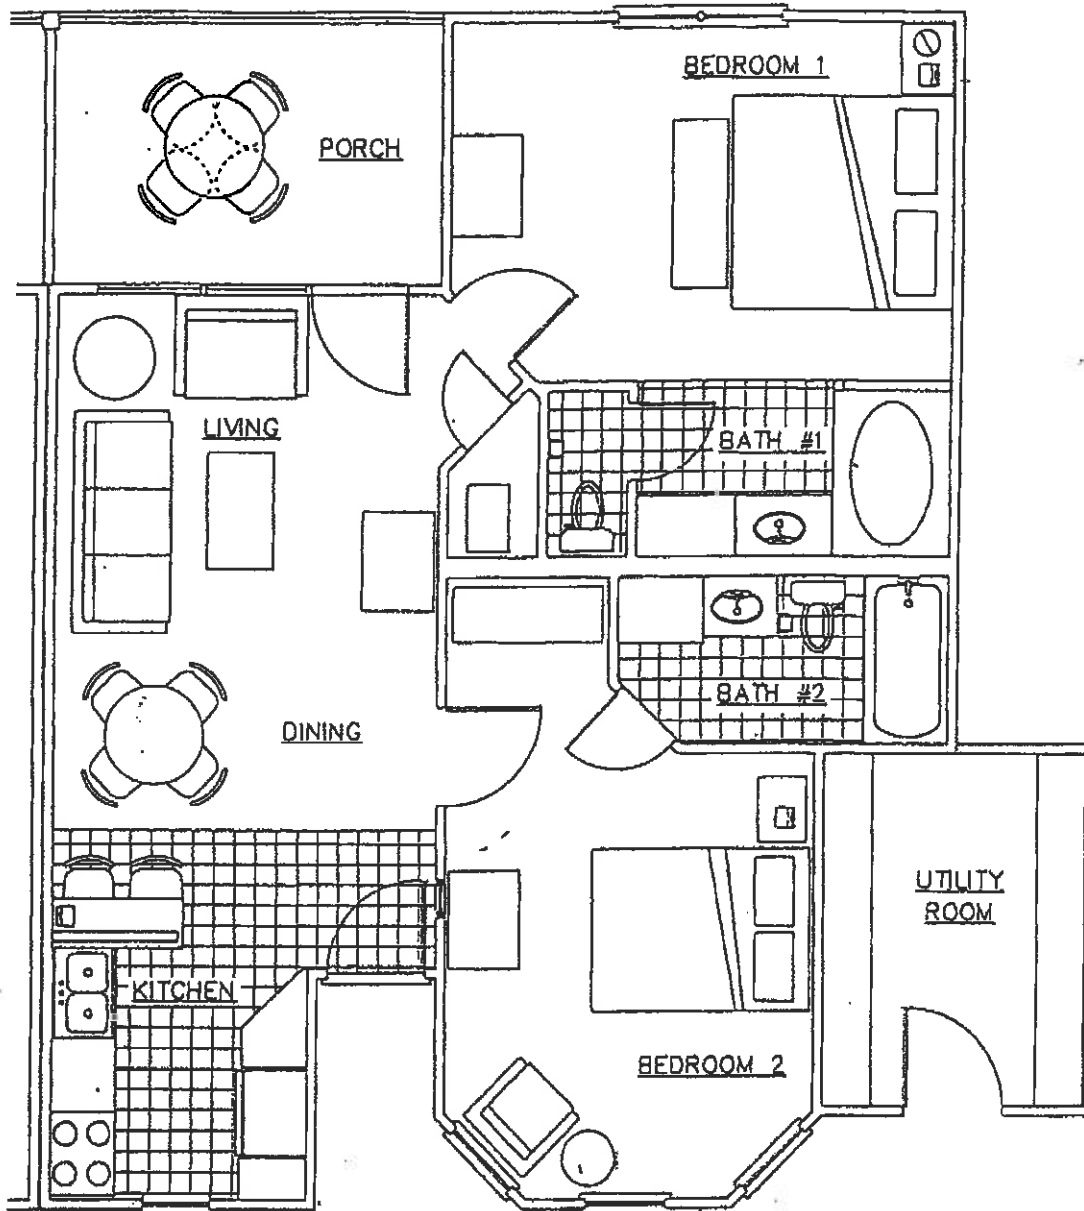 BEDROOM 1
PORCH
LIVING
BATH #1
BATH #2
DINING
UTILITY
ROOM
KITCHEN
BEDROOM 2